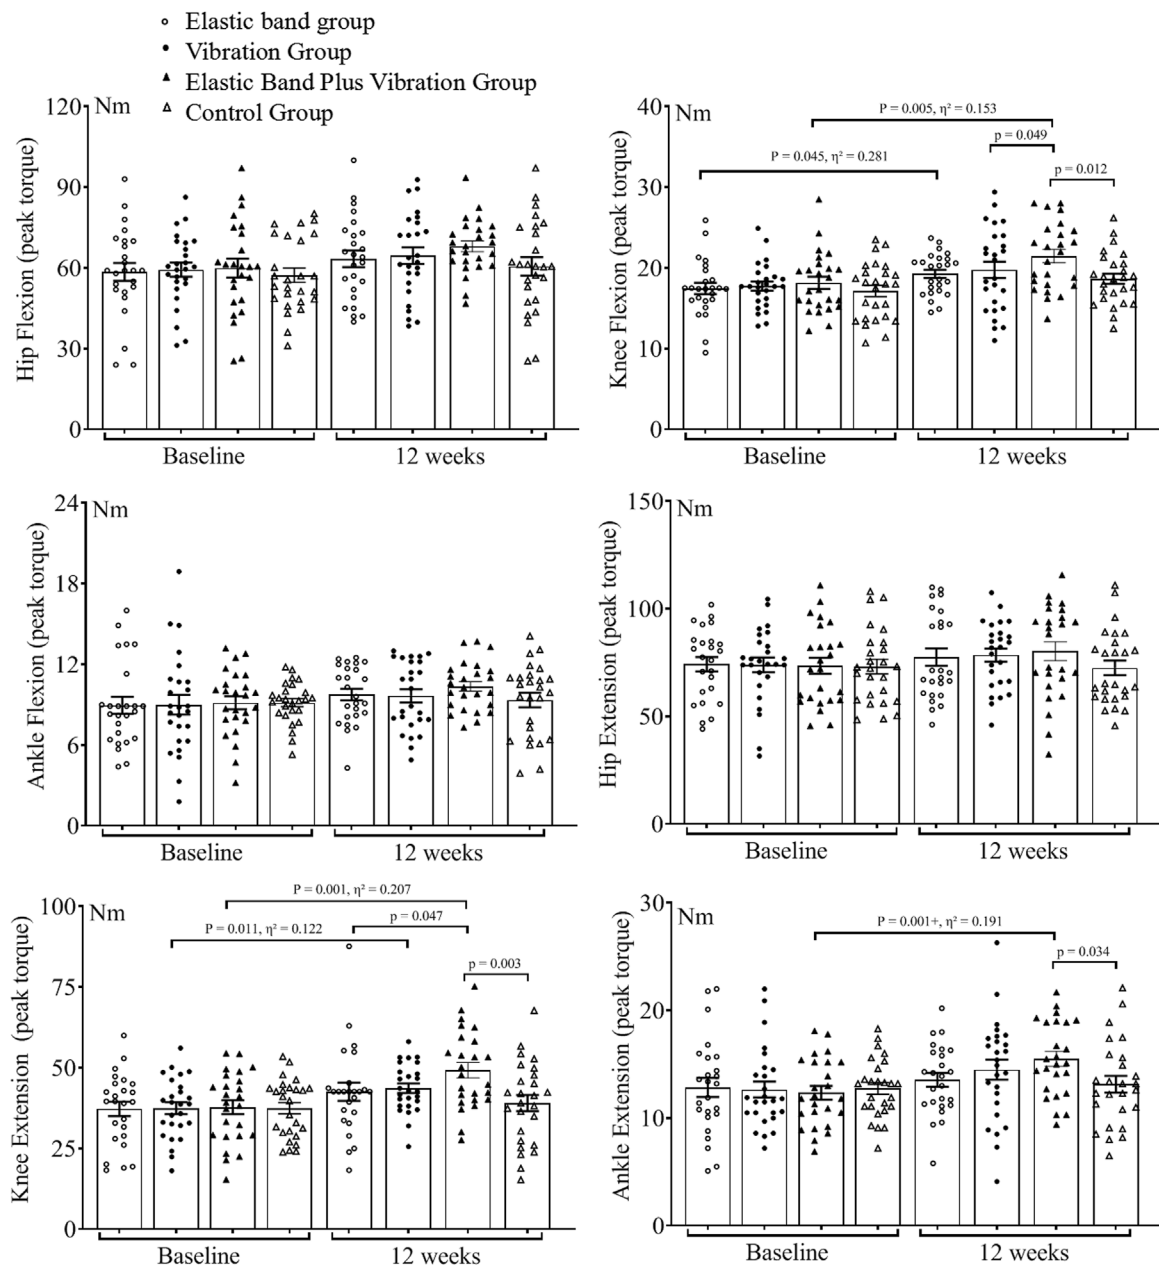 Elastic band group
Vibration Group
Elastic Band Plus Vibration Group
Control Group
Hip Flexion (peak torque)
Nm
120
90
60
30
0
Baseline
12 weeks
Knee Flexion (peak torque)
Nm
40
30
20
10
0
P = 0.005, η² = 0.153
p = 0.049
P = 0.045, η² = 0.281
p = 0.012
Baseline
12 weeks
Ankle Flexion (peak torque)
Nm
24
18
12
6
0
Baseline
12 weeks
Hip Extension (peak torque)
Nm
150
100
50
0
Baseline
12 weeks
Knee Extension (peak torque)
Nm
100
75
50
25
0
P = 0.001, η² = 0.207
p = 0.047
P = 0.011, η² = 0.122
p = 0.003
Baseline
12 weeks
Ankle Extension (peak torque)
Nm
30
20
10
0
P = 0.001+, η² = 0.191
p = 0.034
Baseline
12 weeks